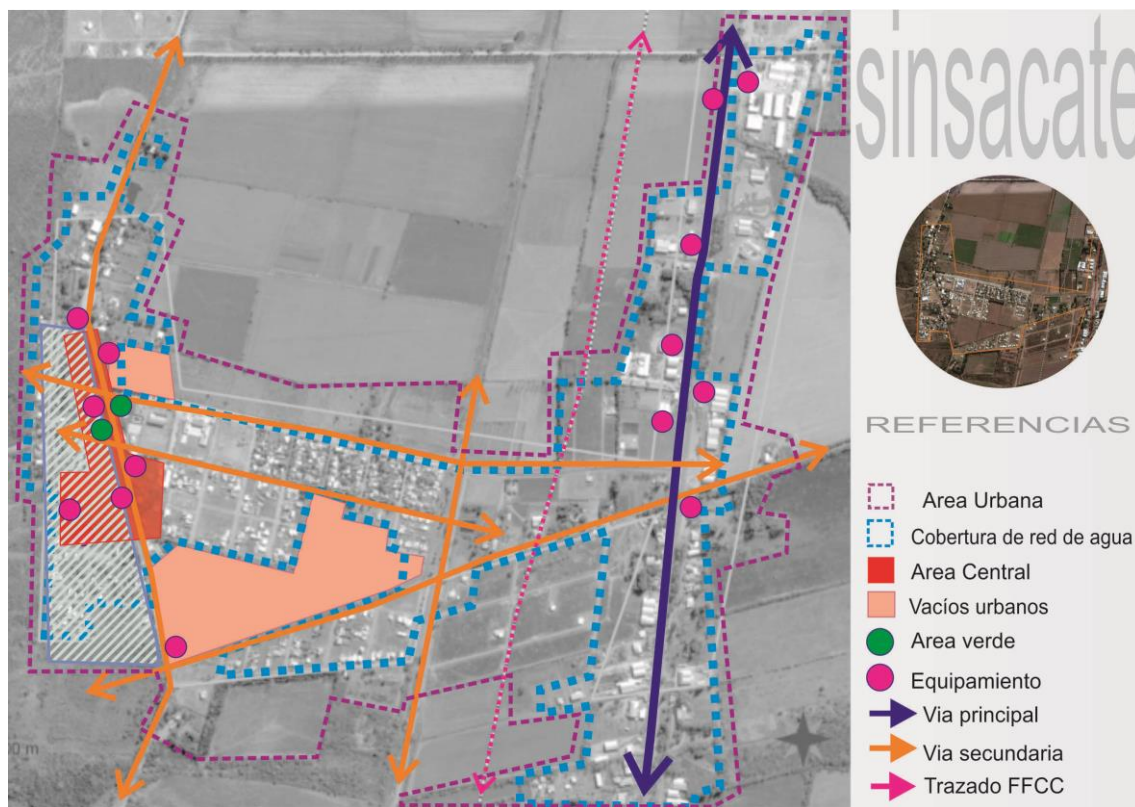 sinsacate
REFERENCIAS
Area Urbana
Cobertura de red de agua
Area Central
Vacíos urbanos
Area verde
Equipamiento
Via principal
Via secundaria
Trazado FFCC